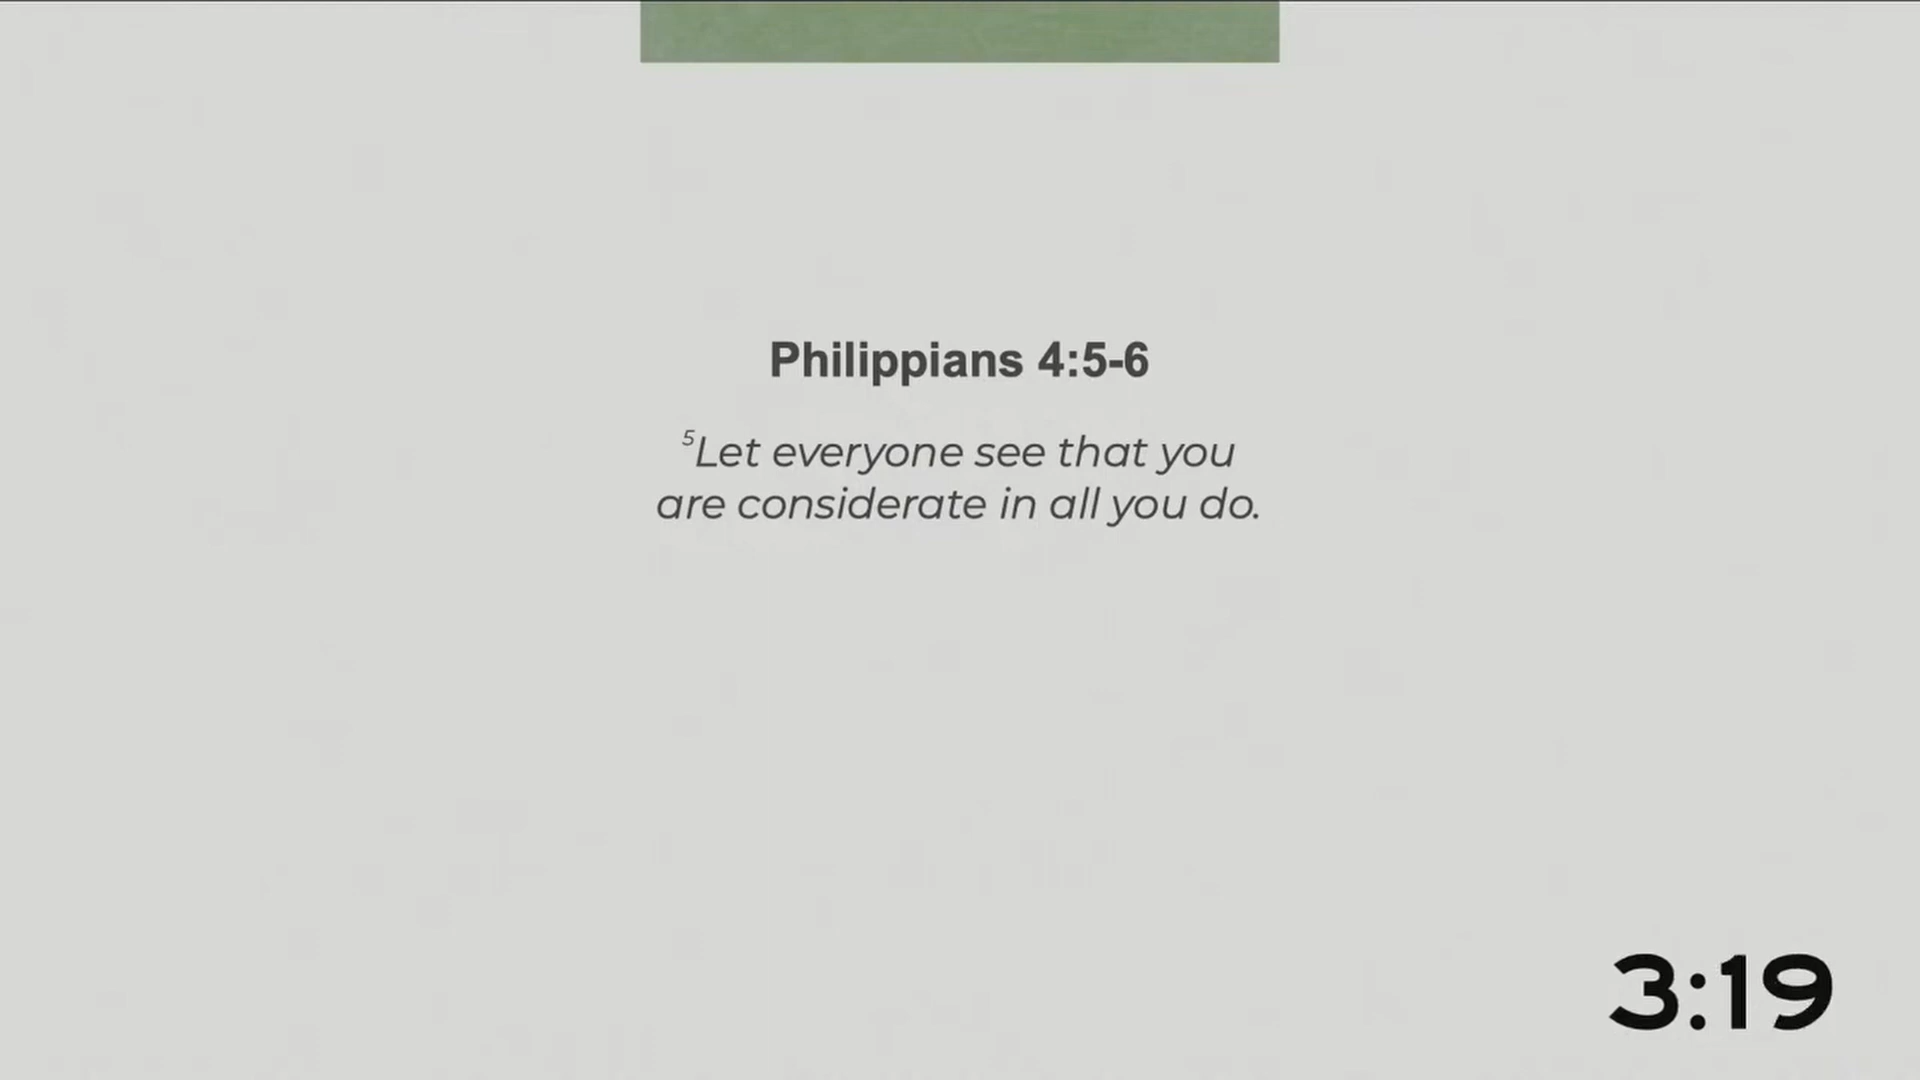 Philippians 4:5-6
⁵Let everyone see that you
are considerate in all you do.
3:19